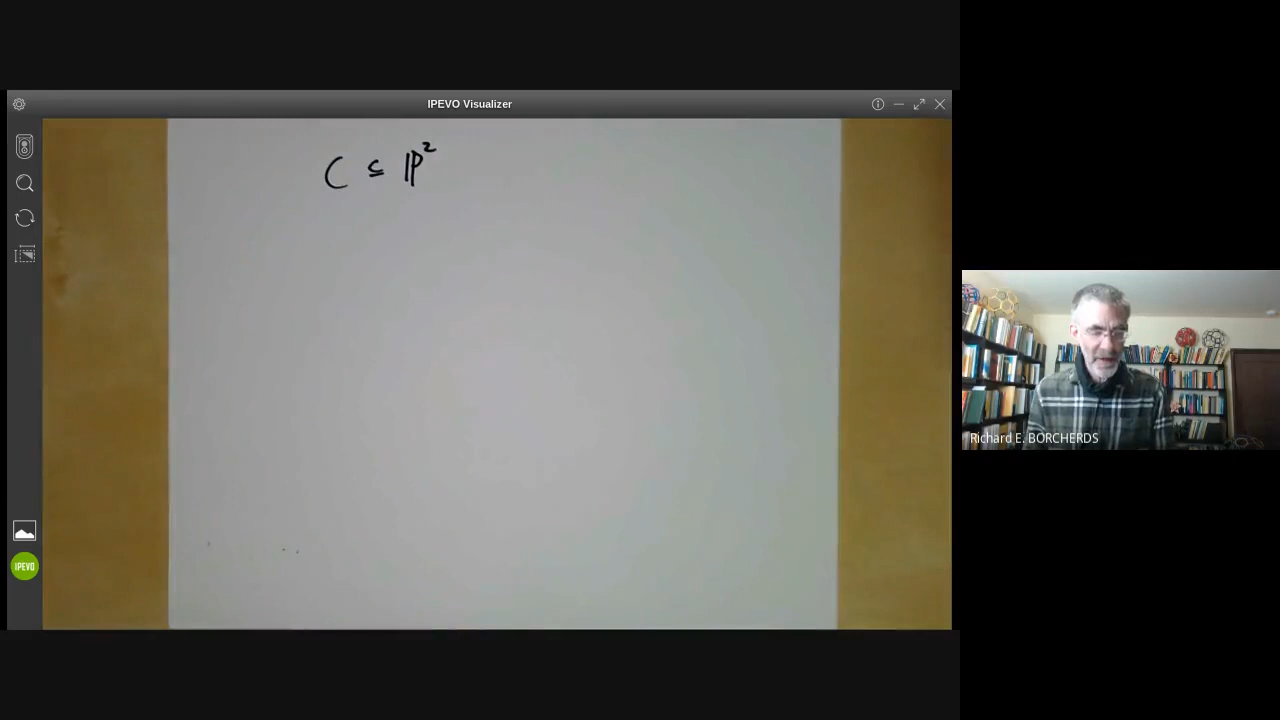 IPEVO Visualizer
C ⊆ ℙ²
Richard E. BORCHERDS
IPEVO